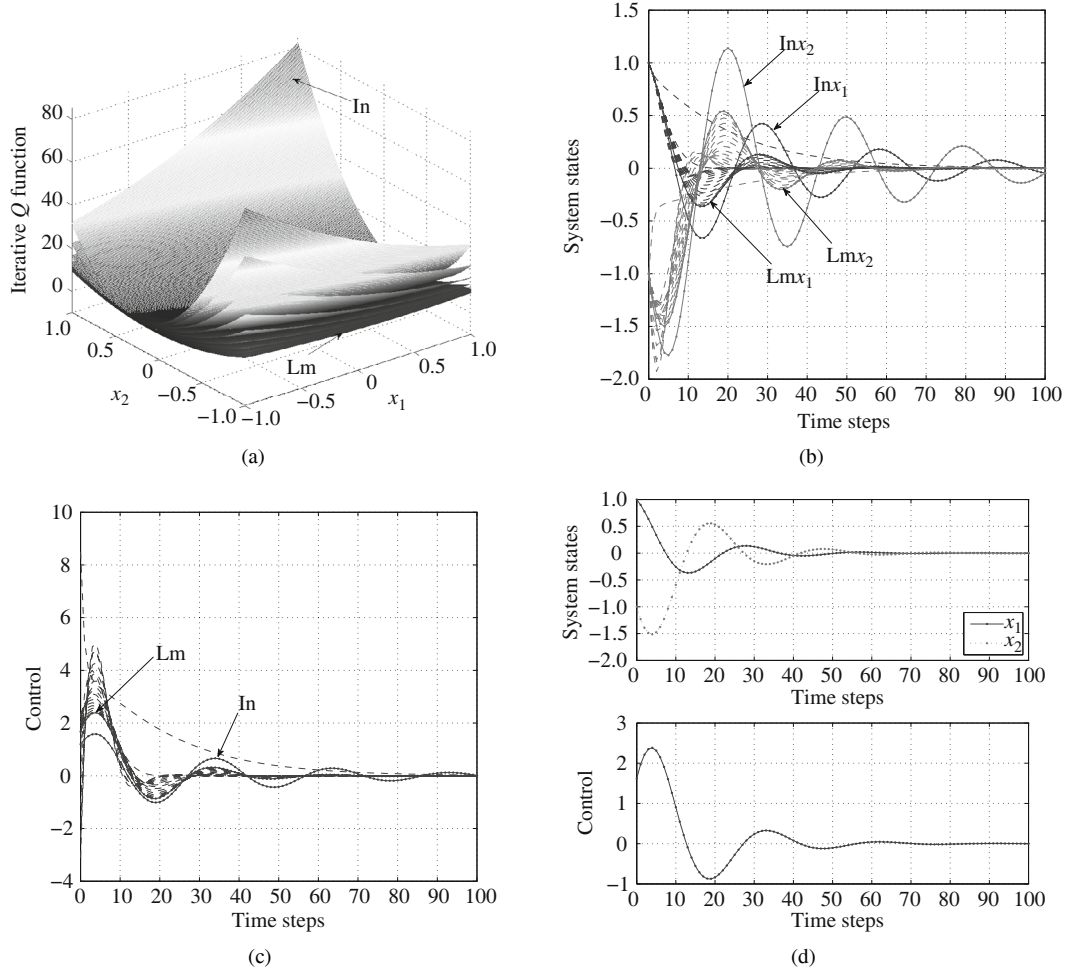 (a)
80
60
40
20
0
Iterative Q function
In
Lm
1.0
0.5
0
−0.5
−1.0
x2
−1.0
−0.5
0
0.5
1.0
x1
(b)
1.5
1.0
0.5
0
−0.5
−1.0
−1.5
−2.0
System states
Inx2
Inx1
Lmx2
Lmx1
0 10 20 30 40 50 60 70 80 90 100
Time steps
(a)
(b)
10
8
6
4
2
0
−2
−4
Control
Lm
In
0 10 20 30 40 50 60 70 80 90 100
Time steps
(c)
1.0
0.5
0
−0.5
−1.0
−1.5
−2.0
System states
x1
x2
0 10 20 30 40 50 60 70 80 90 100
Time steps
3
2
1
0
−1
Control
0 10 20 30 40 50 60 70 80 90 100
Time steps
(d)